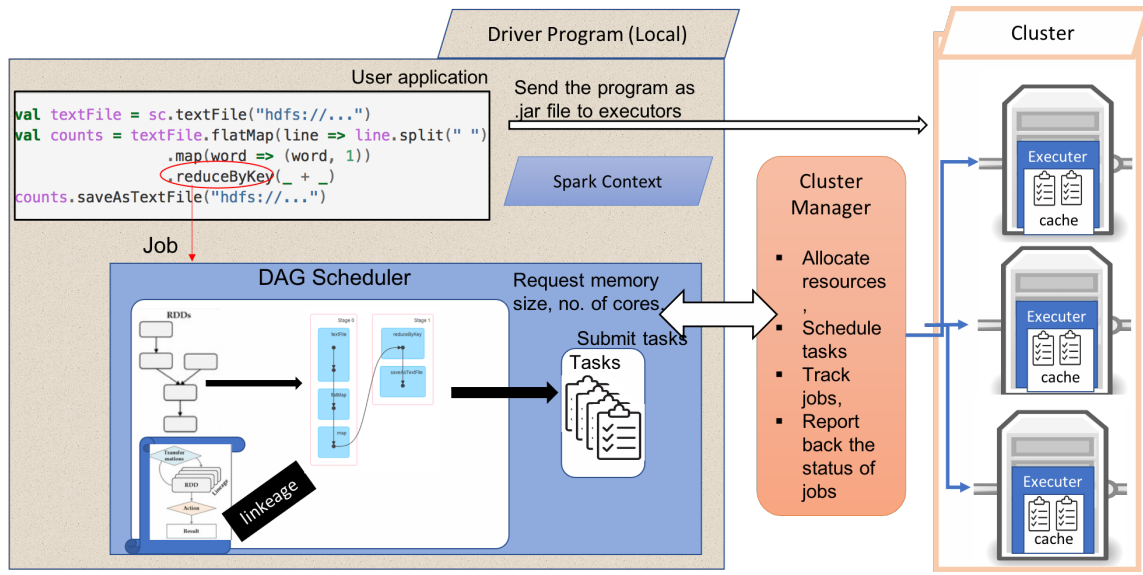 Driver Program (Local)
Cluster
User application
val textFile = sc.textFile("hdfs://...")
val counts = textFile.flatMap(line => line.split(" ")
.map(word => (word, 1))
.reduceByKey(_ + _)
counts.saveAsTextFile("hdfs://...")
Send the program as
.jar file to executors
Spark Context
Job
DAG Scheduler
RDDs
Stage 0
textFile
flatMap
map
Stage 1
reduceByKey
saveAsTextFile
Transfor
mations
RDD
Lineage
Action
Result
linkeage
Request memory
size, no. of cores,
Submit tasks
Tasks
Cluster
Manager
▪ Allocate
resources
,
▪ Schedule
tasks
▪ Track
jobs,
▪ Report
back the
status of
jobs
Executer
cache
Executer
cache
Executer
cache